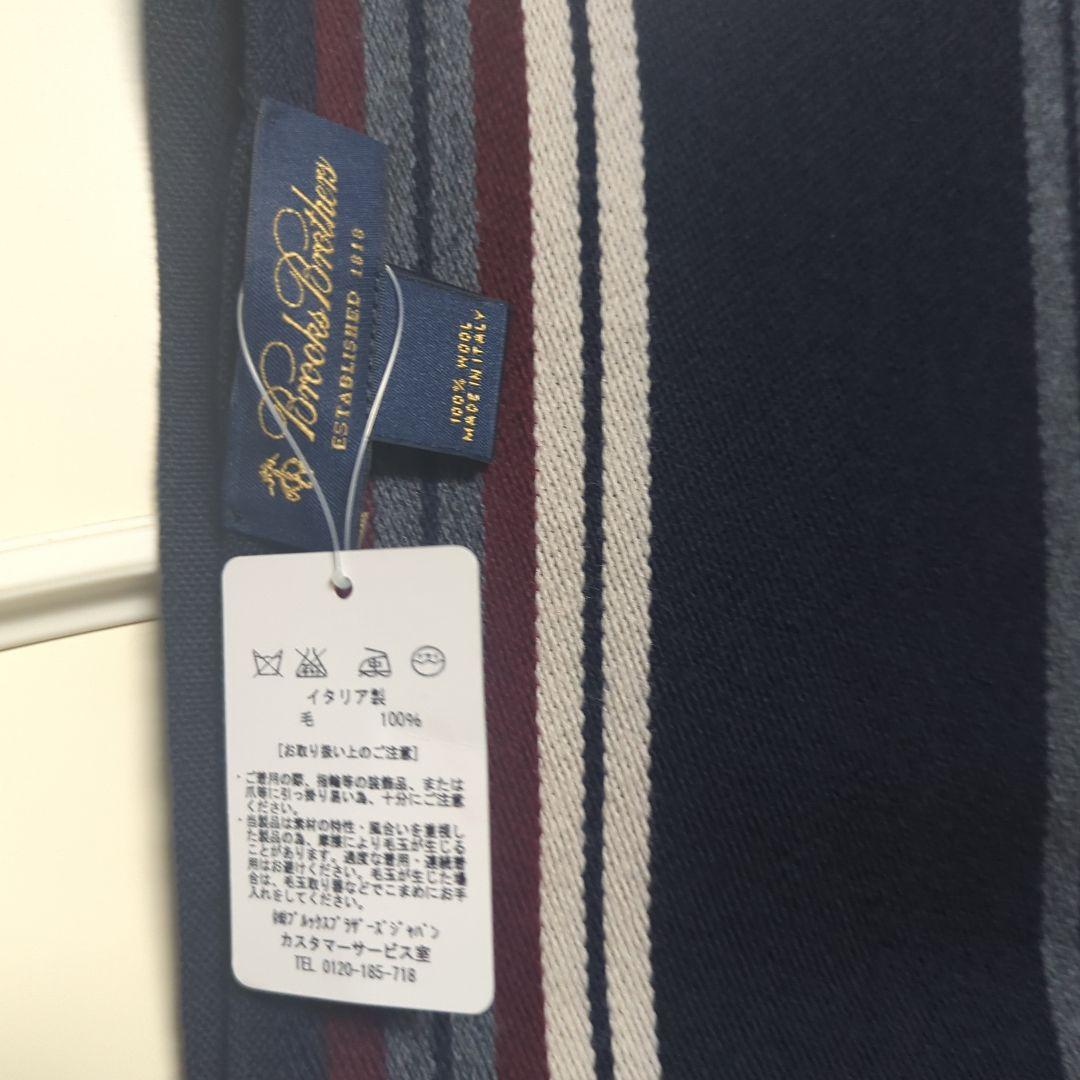 Brooks Brothers
ESTABLISHED 1818
100% WOOL
MADE IN ITALY
イタリア製
毛 100%
[お取り扱い上のご注意]
・ご着用の際、指輪等の装飾品、または
爪等に引っ掛り易い為、十分にご注意
ください。
・当製品は素材の特性・風合いを重視し
た製品の為、摩擦により毛玉が生じる
ことがあります。過度な着用・連続着
用はお避けください。毛玉が生じた場
合は、毛玉取り器などでこまめにお手
入れをしてください。
㈱ﾌﾞﾙｯｸｽﾌﾞﾗｻﾞｰｽﾞｼﾞｬﾊﾟﾝ
カスタマーサービス室
TEL 0120-185-718